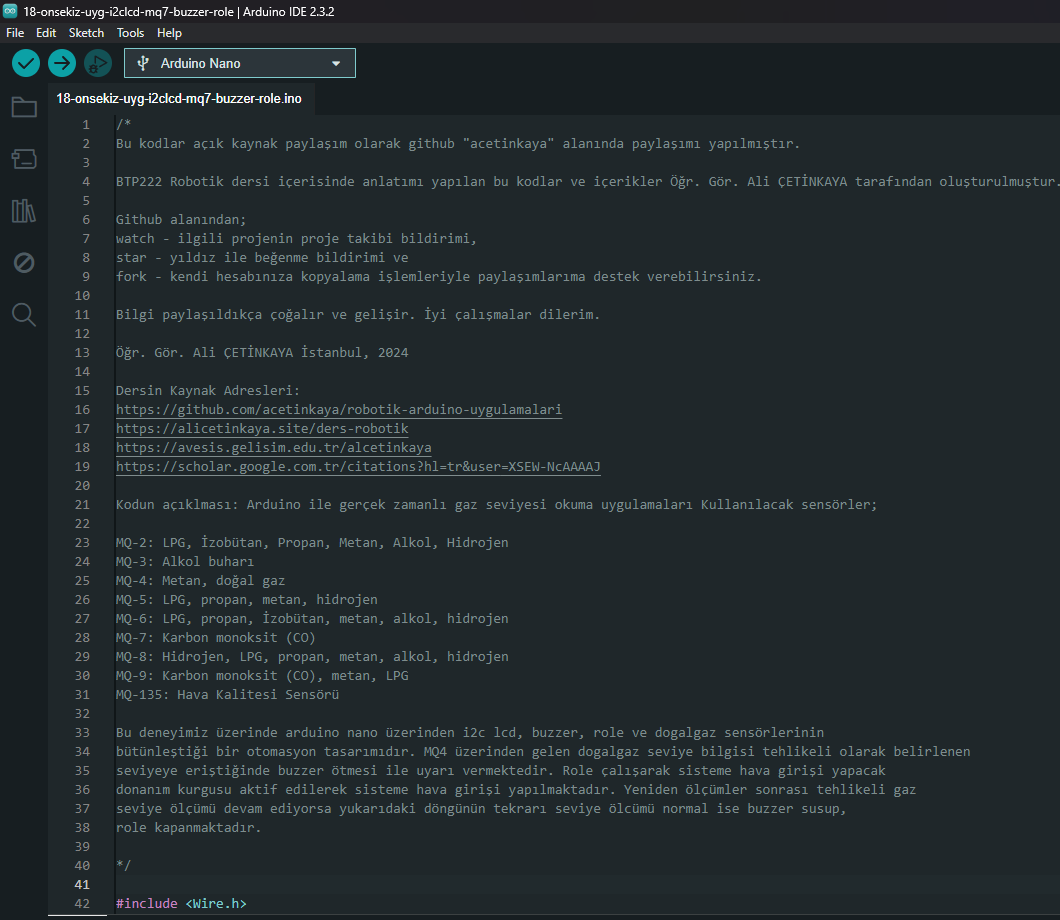 18-onsekiz-uyg-i2clcd-mq7-buzzer-role | Arduino IDE 2.3.2
File Edit Sketch Tools Help
Arduino Nano
18-onsekiz-uyg-i2clcd-mq7-buzzer-role.ino
1 /*
2 Bu kodlar açık kaynak paylaşım olarak github "acetinkaya" alanında paylaşımı yapılmıştır.
3
4 BTP222 Robotik dersi içerisinde anlatımı yapılan bu kodlar ve içerikler Öğr. Gör. Ali ÇETİNKAYA tarafından oluşturulmuştur.
5
6 Github alanından;
7 watch - ilgili projenin proje takibi bildirimi,
8 star - yıldız ile beğenme bildirimi ve
9 fork - kendi hesabınıza kopyalama işlemleriyle paylaşımlarıma destek verebilirsiniz.
10
11 Bilgi paylaşıldıkça çoğalır ve gelişir. İyi çalışmalar dilerim.
12
13 Öğr. Gör. Ali ÇETİNKAYA İstanbul, 2024
14
15 Dersin Kaynak Adresleri:
16 https://github.com/acetinkaya/robotik-arduino-uygulamalari
17 https://alicetinkaya.site/ders-robotik
18 https://avesis.gelisim.edu.tr/alcetinkaya
19 https://scholar.google.com.tr/citations?hl=tr&user=XSEW-NcAAAAJ
20
21 Kodun açıklması: Arduino ile gerçek zamanlı gaz seviyesi okuma uygulamaları Kullanılacak sensörler;
22
23 MQ-2: LPG, İzobütan, Propan, Metan, Alkol, Hidrojen
24 MQ-3: Alkol buharı
25 MQ-4: Metan, doğal gaz
26 MQ-5: LPG, propan, metan, hidrojen
27 MQ-6: LPG, propan, İzobütan, metan, alkol, hidrojen
28 MQ-7: Karbon monoksit (CO)
29 MQ-8: Hidrojen, LPG, propan, metan, alkol, hidrojen
30 MQ-9: Karbon monoksit (CO), metan, LPG
31 MQ-135: Hava Kalitesi Sensörü
32
33 Bu deneyimiz üzerinde arduino nano üzerinden i2c lcd, buzzer, role ve dogalgaz sensörlerinin
34 bütünleştiği bir otomasyon tasarımıdır. MQ4 üzerinden gelen dogalgaz seviye bilgisi tehlikeli olarak belirlenen
35 seviyeye eriştiğinde buzzer ötmesi ile uyarı vermektedir. Role çalışarak sisteme hava girişi yapacak
36 donanım kurgusu aktif edilerek sisteme hava girişi yapılmaktadır. Yeniden ölçümler sonrası tehlikeli gaz
37 seviye ölçümü devam ediyorsa yukarıdaki döngünün tekrarı seviye ölcümü normal ise buzzer susup,
38 role kapanmaktadır.
39
40 */
41
42 #include <Wire.h>